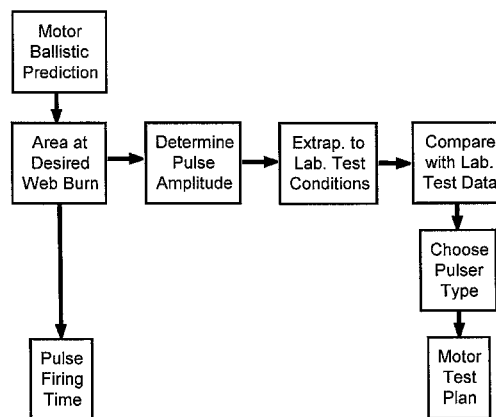 Motor
Ballistic
Prediction
Area at
Desired
Web Burn
Determine
Pulse
Amplitude
Extrap. to
Lab. Test
Conditions
Compare
with Lab.
Test Data
Choose
Pulser
Type
Pulse
Firing
Time
Motor
Test
Plan